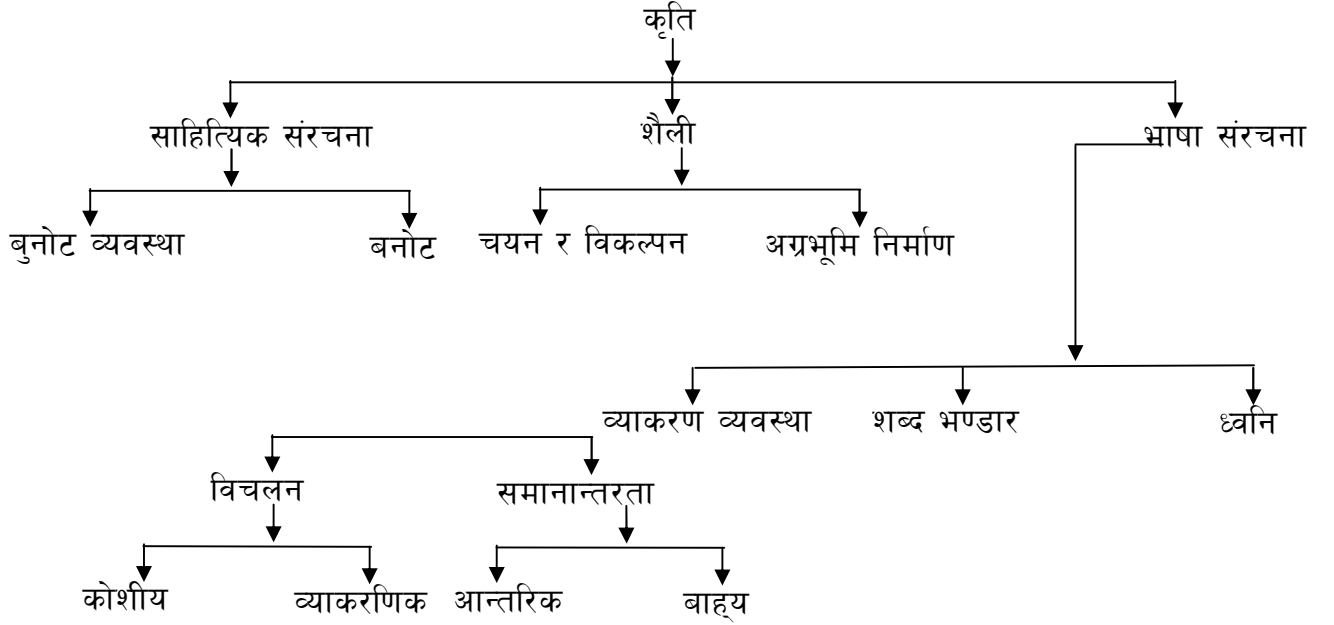 कृति
साहित्यिक संरचना शैली भाषा संरचना
बुनोट व्यवस्था बनोट चयन र विकल्पन अग्रभूमि निर्माण
व्याकरण व्यवस्था शब्द भण्डार ध्वनि
विचलन समानान्तरता
कोशीय व्याकरणिक आन्तरिक बाह्य